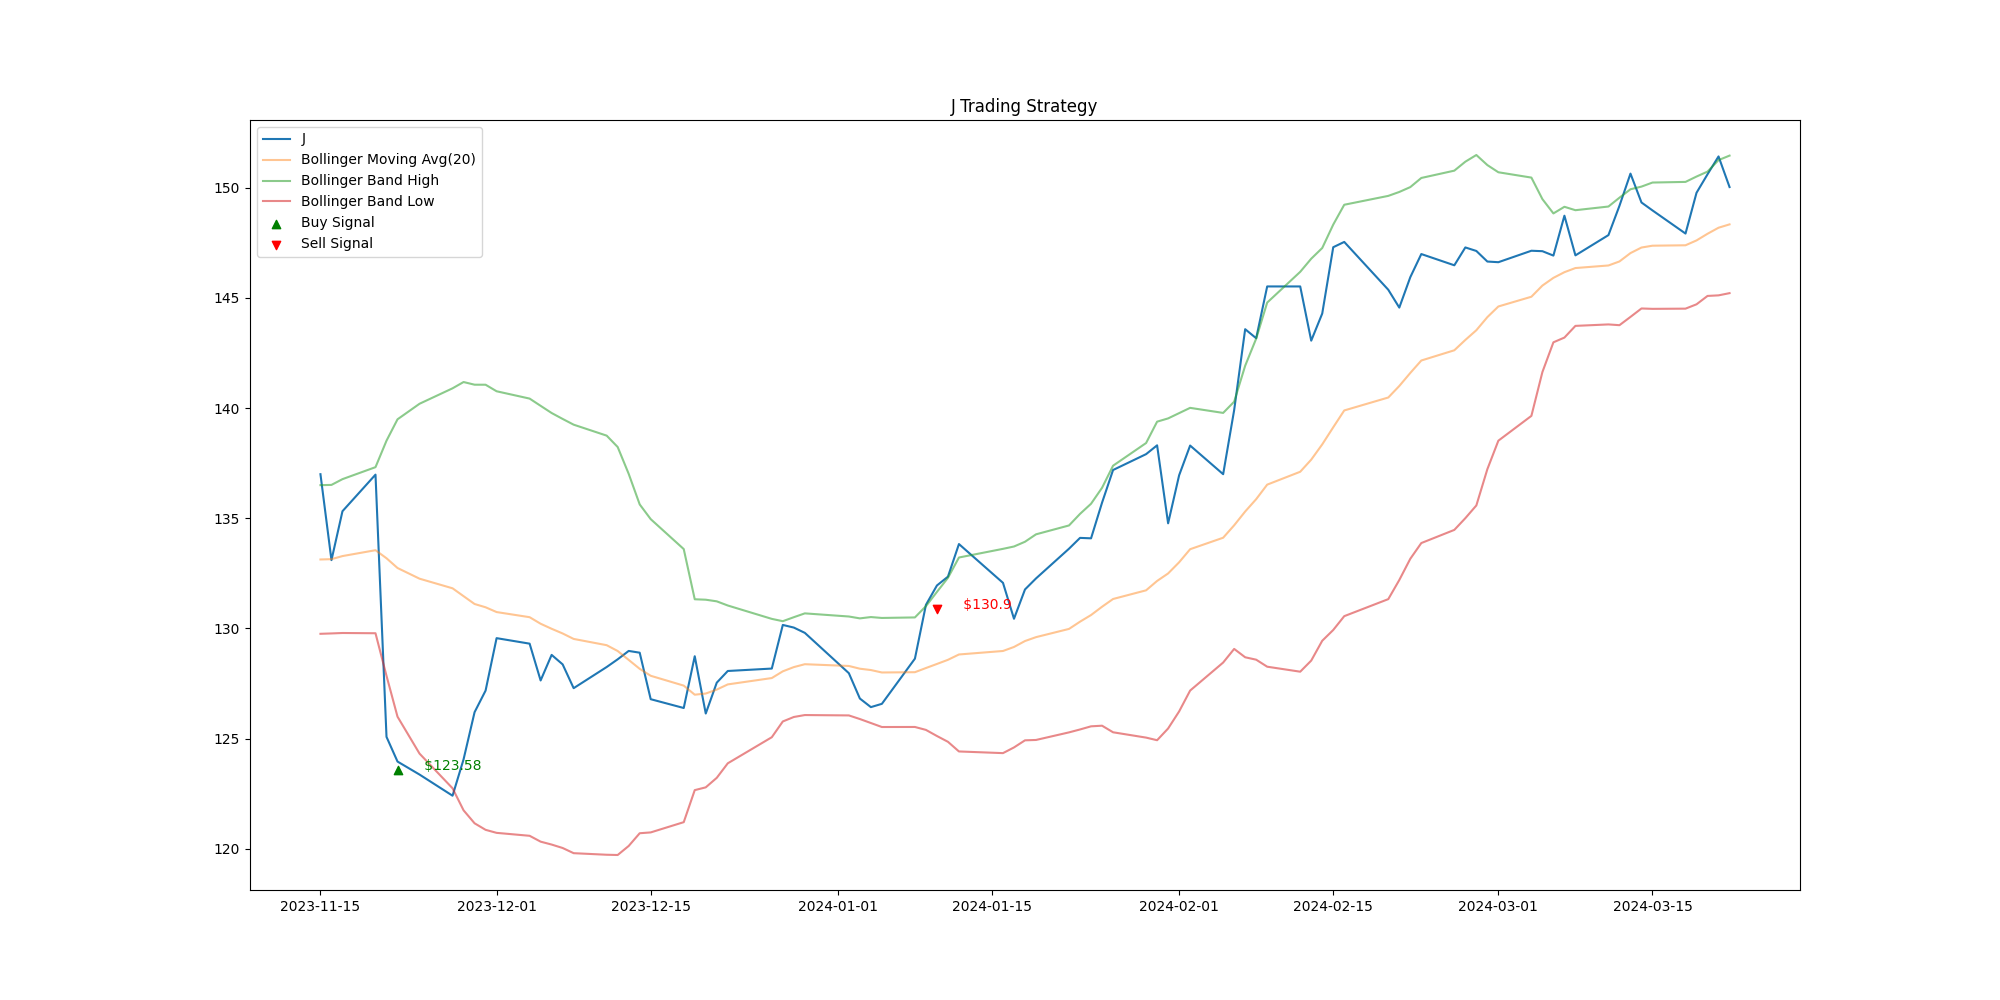 J Trading Strategy
J
Bollinger Moving Avg(20)
Bollinger Band High
Bollinger Band Low
Buy Signal
Sell Signal
150
145
140
135
130
125
120
$130.9
$123.58
2023-11-15 2023-12-01 2023-12-15 2024-01-01 2024-01-15 2024-02-01 2024-02-15 2024-03-01 2024-03-15